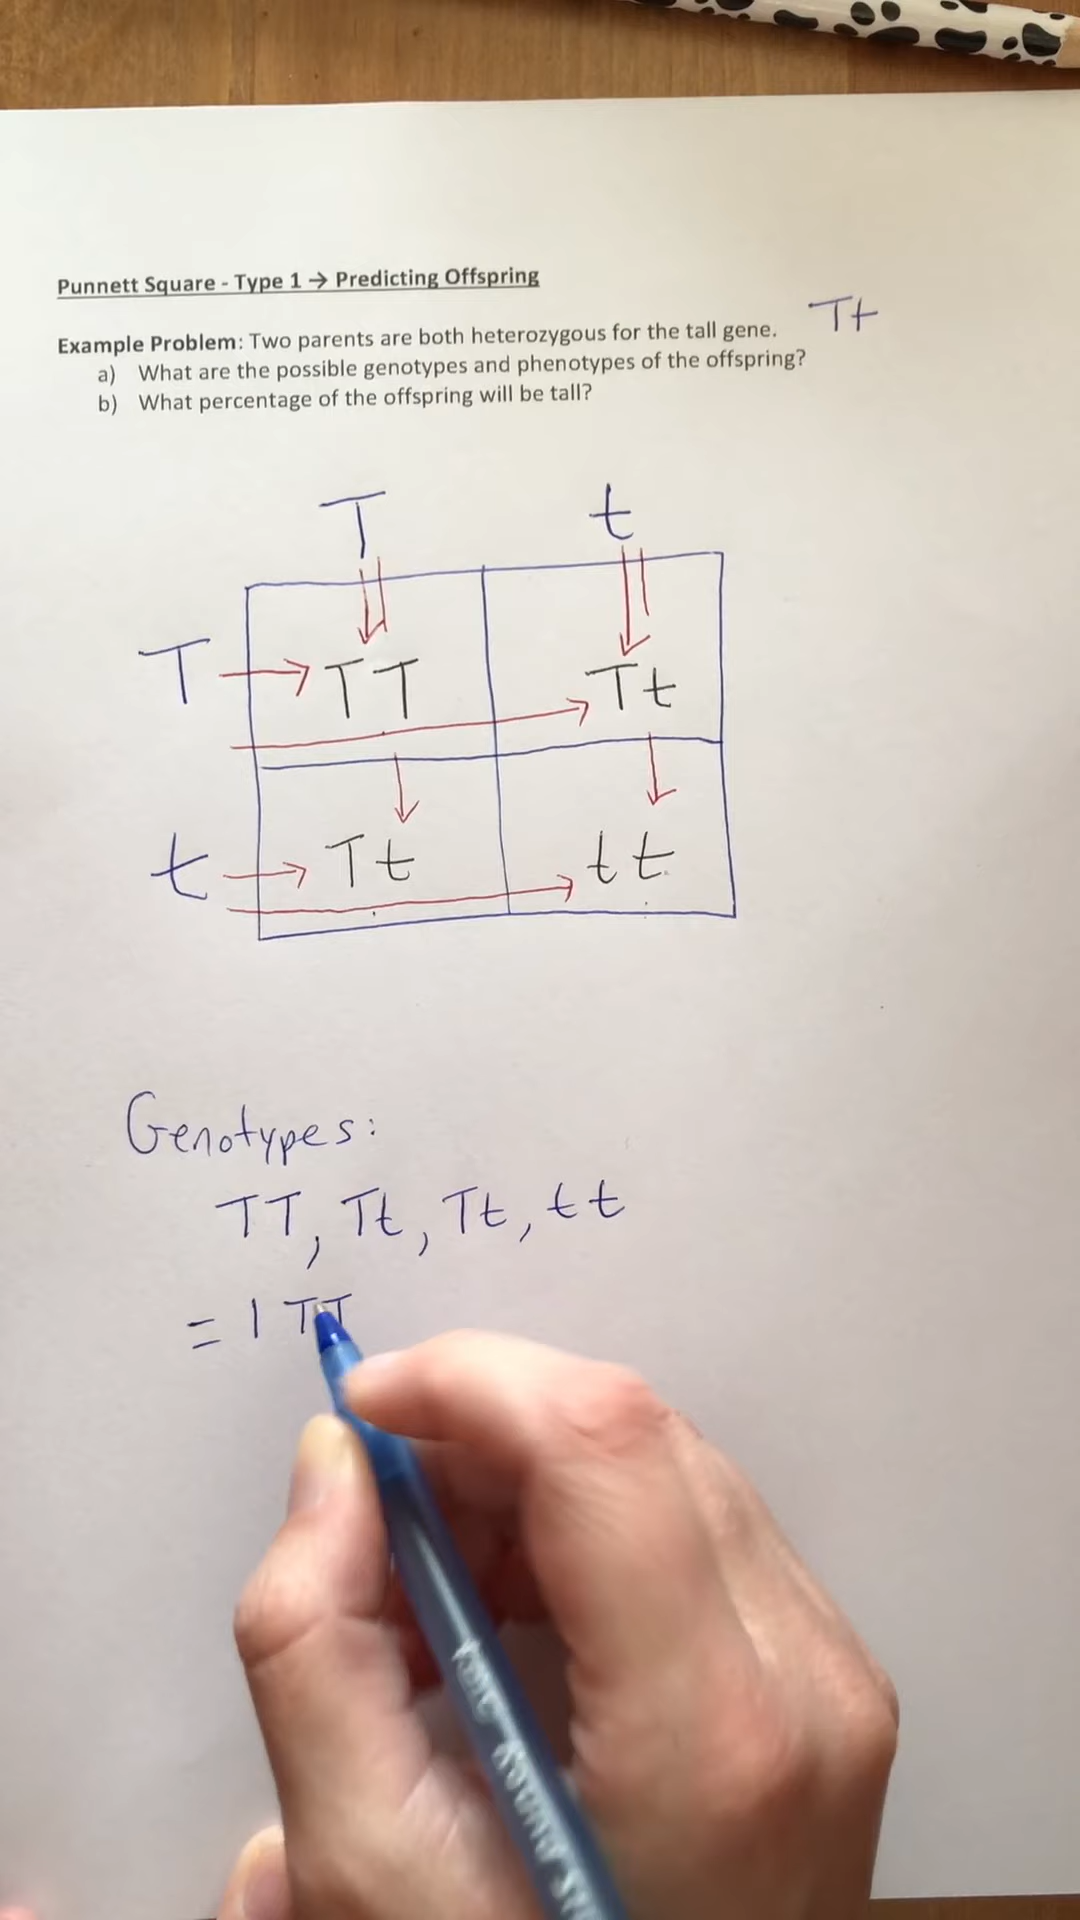 Punnett Square - Type 1 → Predicting Offspring
Tt
Example Problem: Two parents are both heterozygous for the tall gene.
a) What are the possible genotypes and phenotypes of the offspring?
b) What percentage of the offspring will be tall?
T t
T TT Tt
t Tt tt
Genotypes:
TT, Tt, Tt, tt
= 1 TT